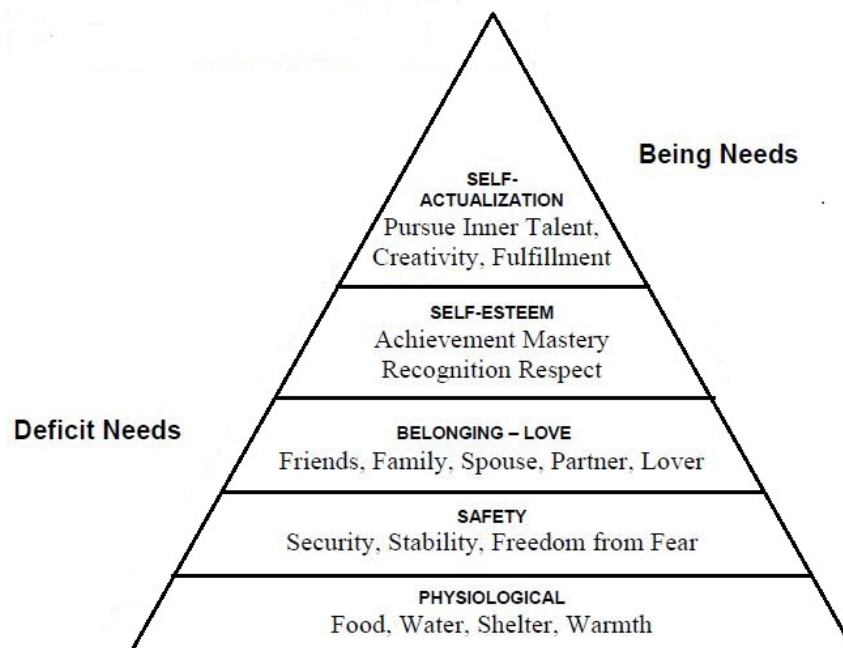 Being Needs
SELF-
ACTUALIZATION
Pursue Inner Talent,
Creativity, Fulfillment
SELF-ESTEEM
Achievement Mastery
Recognition Respect
Deficit Needs
BELONGING – LOVE
Friends, Family, Spouse, Partner, Lover
SAFETY
Security, Stability, Freedom from Fear
PHYSIOLOGICAL
Food, Water, Shelter, Warmth